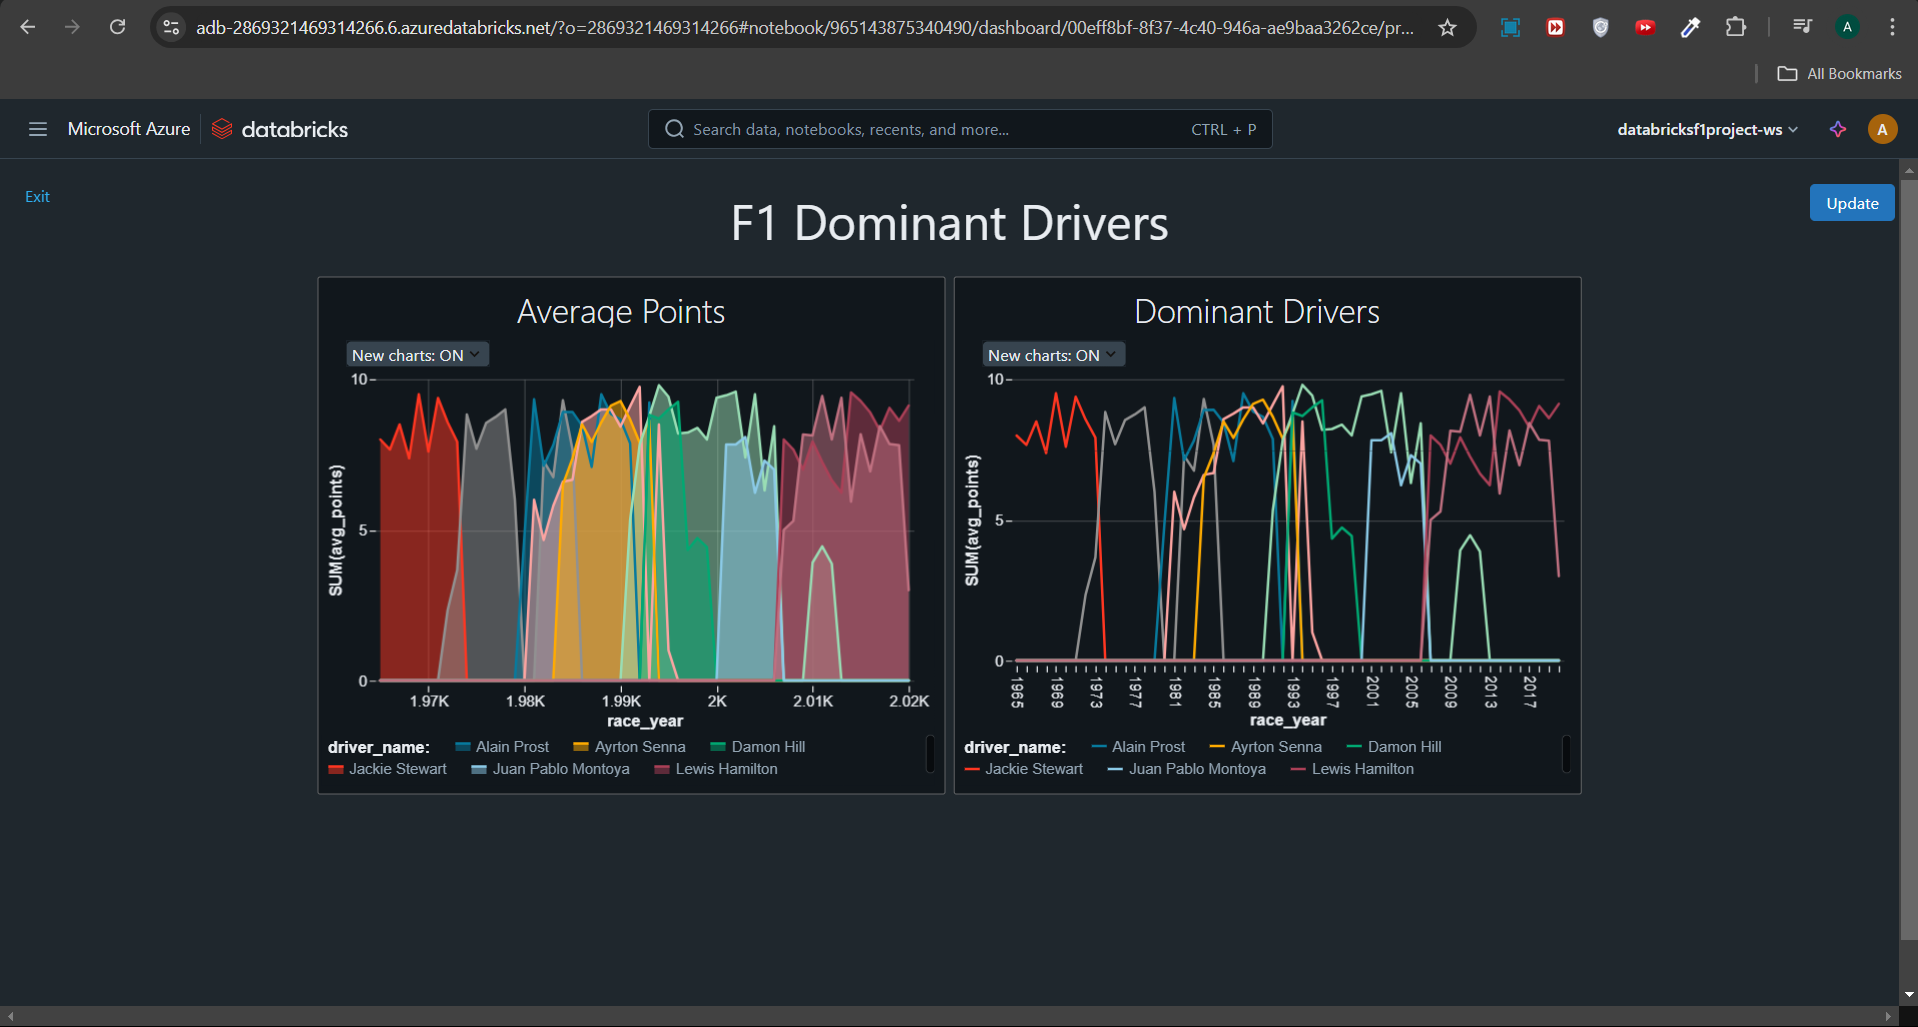 adb-2869321469314266.6.azuredatabricks.net/?o=2869321469314266#notebook/965143875340490/dashboard/00eff8bf-8f37-4c40-946a-ae9baa3262ce/pr...
A
All Bookmarks
Microsoft Azure databricks
Search data, notebooks, recents, and more... CTRL + P
databricksf1project-ws
A
Exit
Update
F1 Dominant Drivers
Average Points
New charts: ON
10
5
0
SUM(avg_points)
1.97K 1.98K 1.99K 2K 2.01K 2.02K
race_year
driver_name: Alain Prost Ayrton Senna Damon Hill
Jackie Stewart Juan Pablo Montoya Lewis Hamilton
Dominant Drivers
New charts: ON
10
5
0
SUM(avg_points)
1965 1969 1973 1977 1981 1985 1989 1993 1997 2001 2005 2009 2013 2017
race_year
driver_name: Alain Prost Ayrton Senna Damon Hill
Jackie Stewart Juan Pablo Montoya Lewis Hamilton